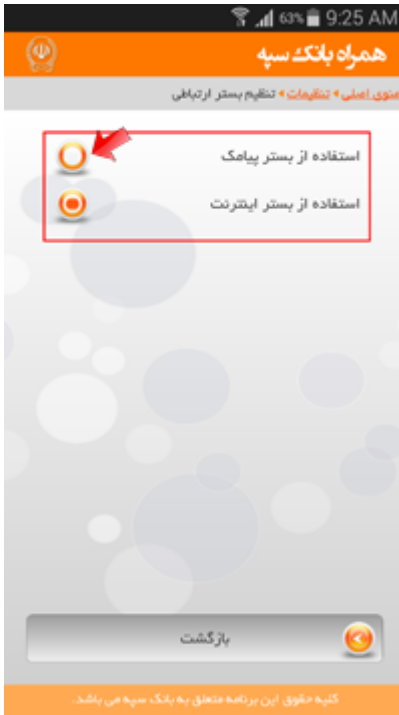 63% 9:25 AM
همراه بانک سپه
منوی اصلی تنظیمات تنظیم بستر ارتباطی
استفاده از بستر پیامک
استفاده از بستر اینترنت
بازگشت
کلیه حقوق این برنامه متعلق به بانک سپه می باشد.